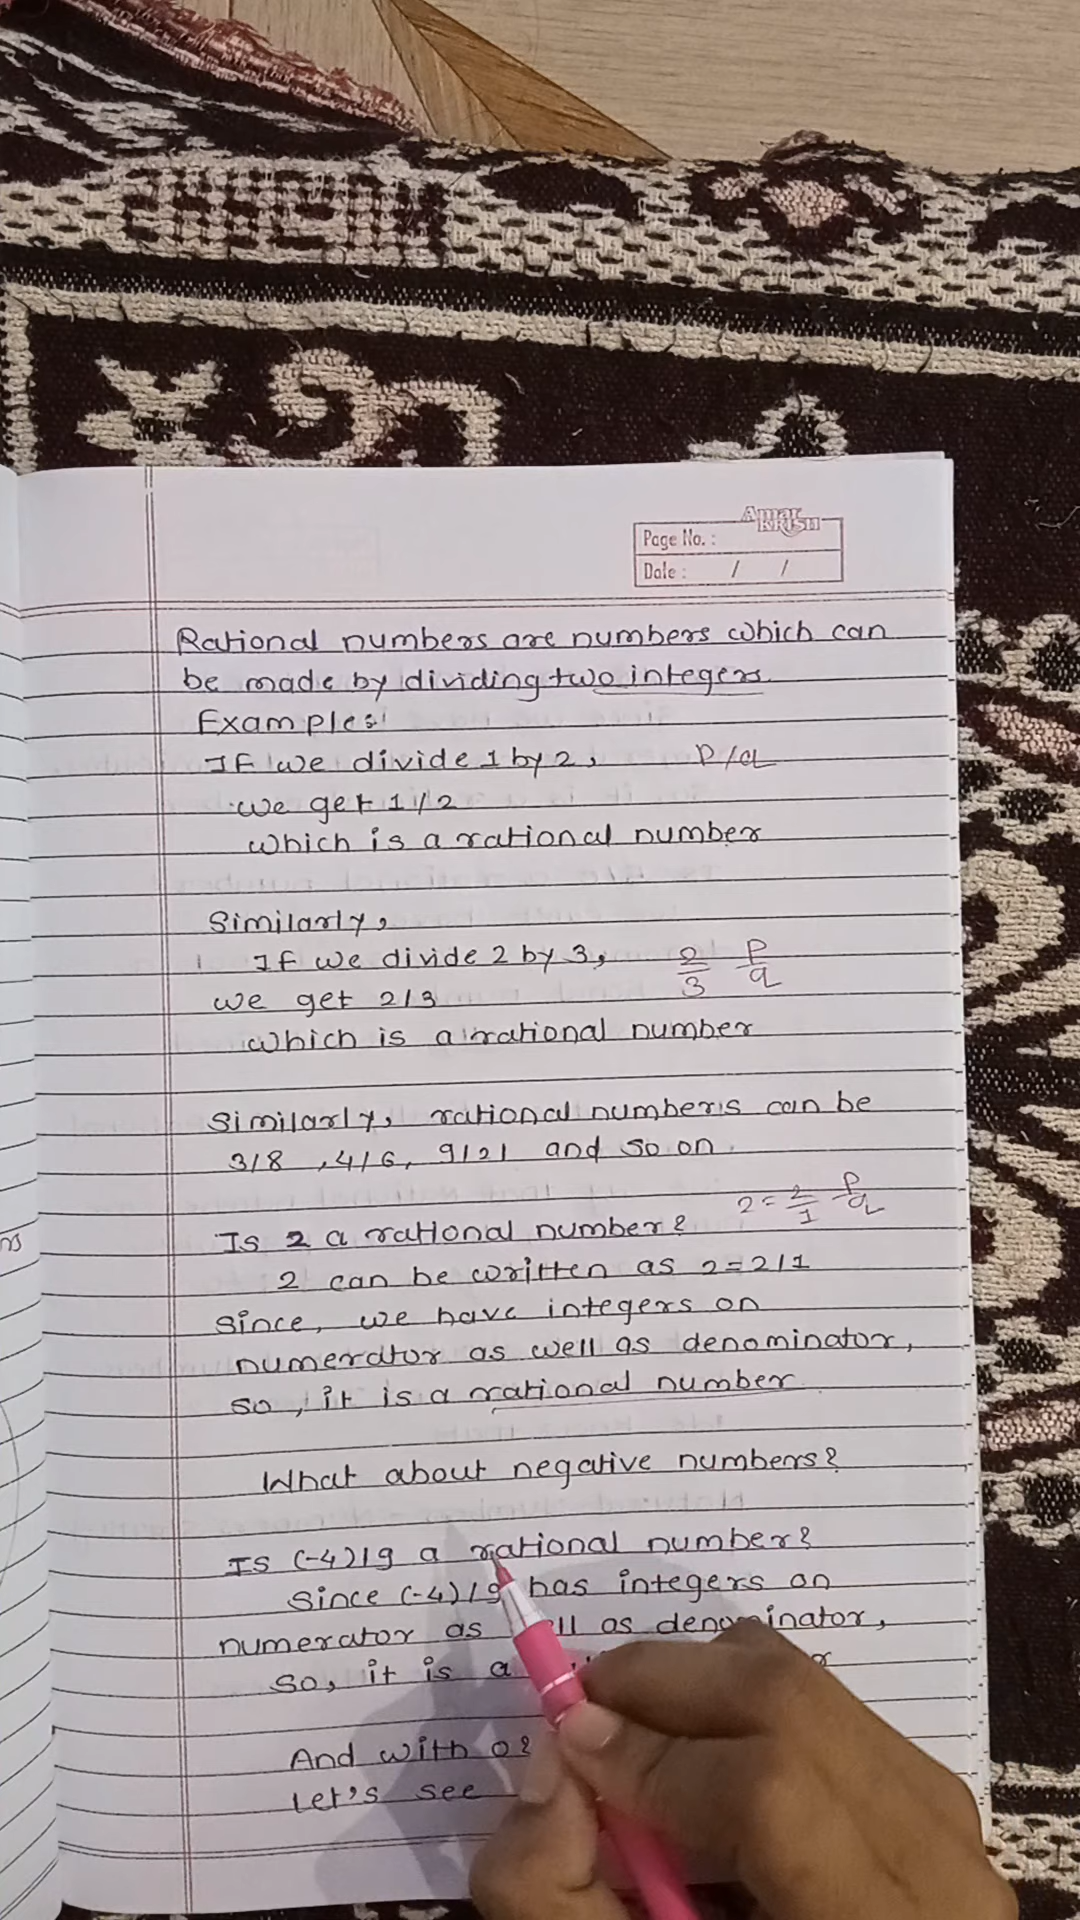 Amar
KRISH
Page No. :
Date : / /
Rational numbers are numbers which can
be made by dividing two integers.
Examples:
If we divide 1 by 2, P/q
we get 1/2
which is a rational number
Similarly,
If we divide 2 by 3, 2/3 P/q
we get 2/3
which is a rational number
Similarly, rational numbers can be
3/8 , 4/6, 9/21 and so on.
2 = 2/1 P/q
Is 2 a rational number?
2 can be written as 2=2/1
since, we have integers on
numerator as well as denominator,
so, it is a rational number
What about negative numbers?
Is (-4)/9 a rational number?
Since (-4)/9 has integers on
numerator as denominator,
so, it is a
And with 0?
Let's see